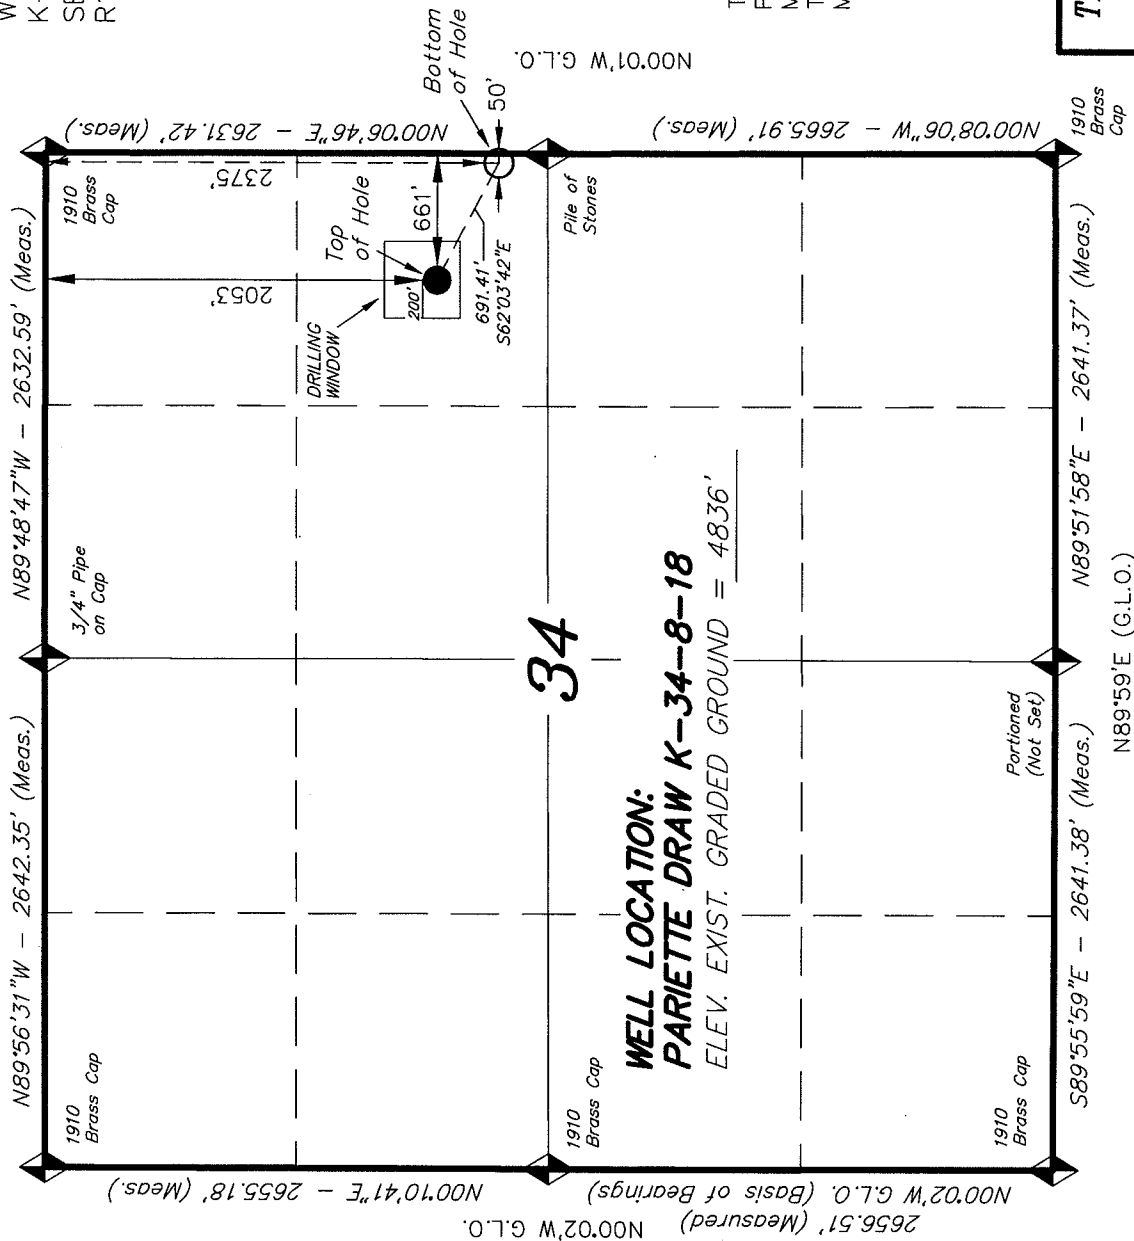 N89°56'31"W - 2642.35' (Meas.)
N89°48'47"W - 2632.59' (Meas.)
1910
Brass Cap
3/4" Pipe
on Cap
1910
Brass
Cap
N00°10'41"E - 2655.18' (Meas.)
N00°02'W G.L.O.
2053'
2375'
N00°06'46"E - 2631.42' (Meas.)
DRILLING
WINDOW
Top
of Hole
200'
661'
Bottom
of Hole
50'
691.41'
S62°03'42"E
N00°01'W G.L.O.
1910
Brass Cap
34
Pile of
Stones
WELL LOCATION:
PARIETTE DRAW K-34-8-18
ELEV. EXIST. GRADED GROUND = 4836'
N00°02'W G.L.O. (Basis of Bearings)
2656.51' (Measured)
N00°08'06"W - 2665.91' (Meas.)
1910
Brass Cap
Portioned
(Not Set)
1910
Brass
Cap
S89°55'59"E - 2641.38' (Meas.)
N89°51'58"E - 2641.37' (Meas.)
N89°59'E (G.L.O.)